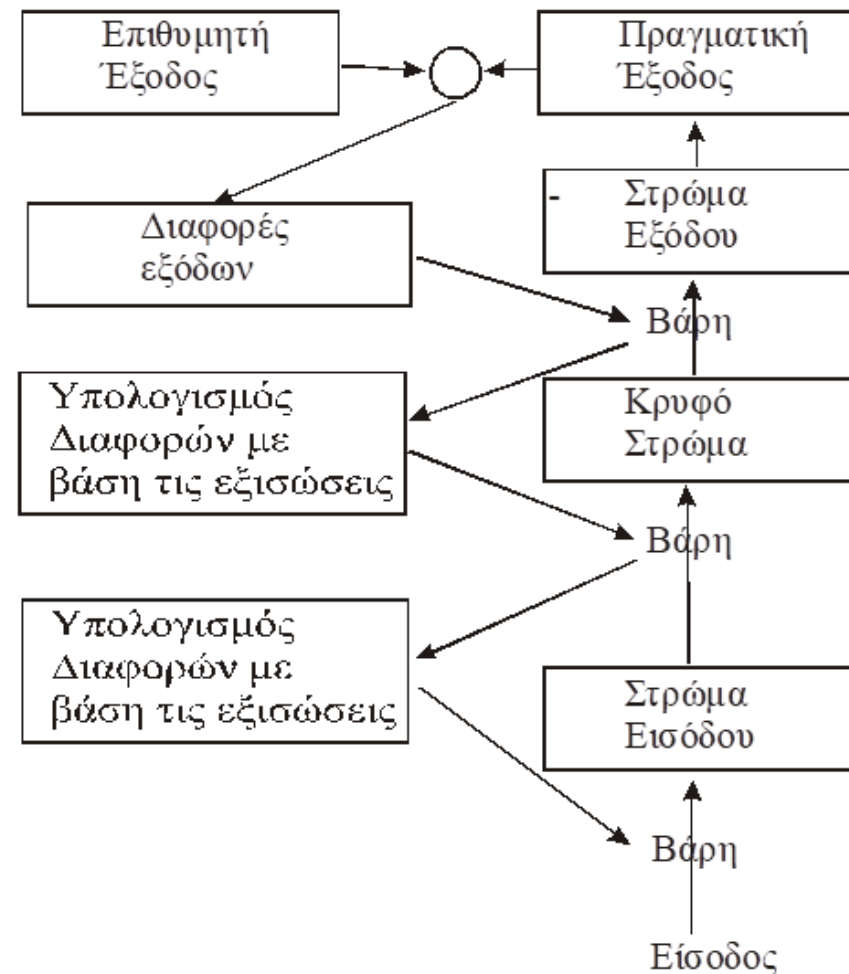 Επιθυμητή
Έξοδος
Πραγματική
Έξοδος
Διαφορές
εξόδων
- Στρώμα
Εξόδου
Βάρη
Υπολογισμός
Διαφορών με
βάση τις εξισώσεις
Κρυφό
Στρώμα
Βάρη
Υπολογισμός
Διαφορών με
βάση τις εξισώσεις
Στρώμα
Εισόδου
Βάρη
Είσοδος